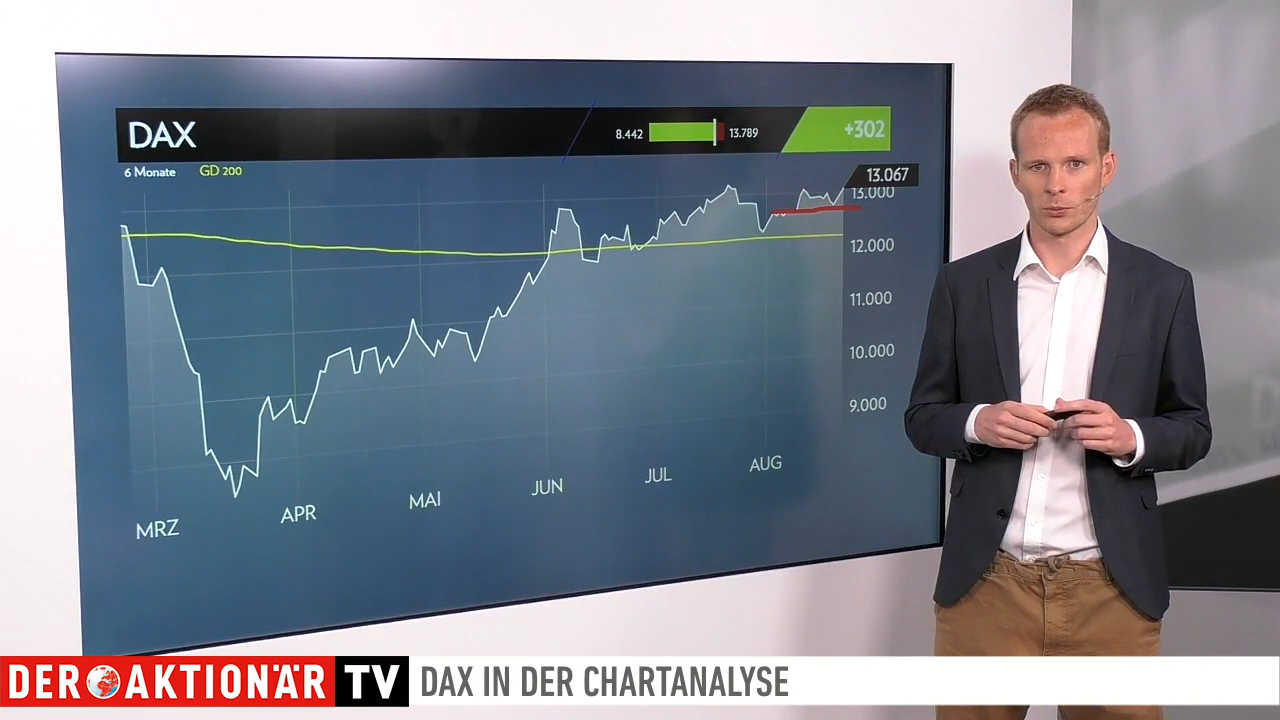 DAX
8.442 13.789
+302
6 Monate GD 200
13.067
13.000
12.000
11.000
10.000
9.000
MRZ APR MAI JUN JUL AUG
DER AKTIONÄR TV DAX IN DER CHARTANALYSE